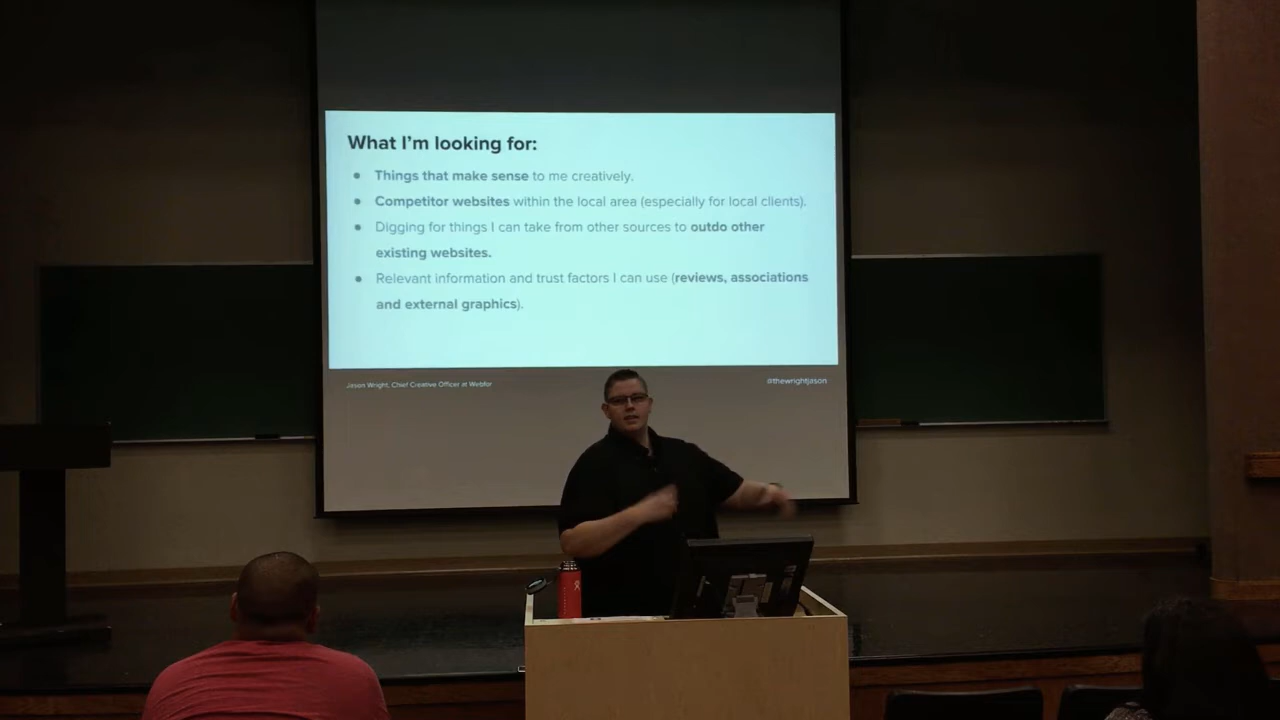 What I'm looking for:
● Things that make sense to me creatively.
● Competitor websites within the local area (especially for local clients).
● Digging for things I can take from other sources to outdo other
existing websites.
● Relevant information and trust factors I can use (reviews, associations
and external graphics).
Jason Wright, Chief Creative Officer at Webfor
@thewrightjason